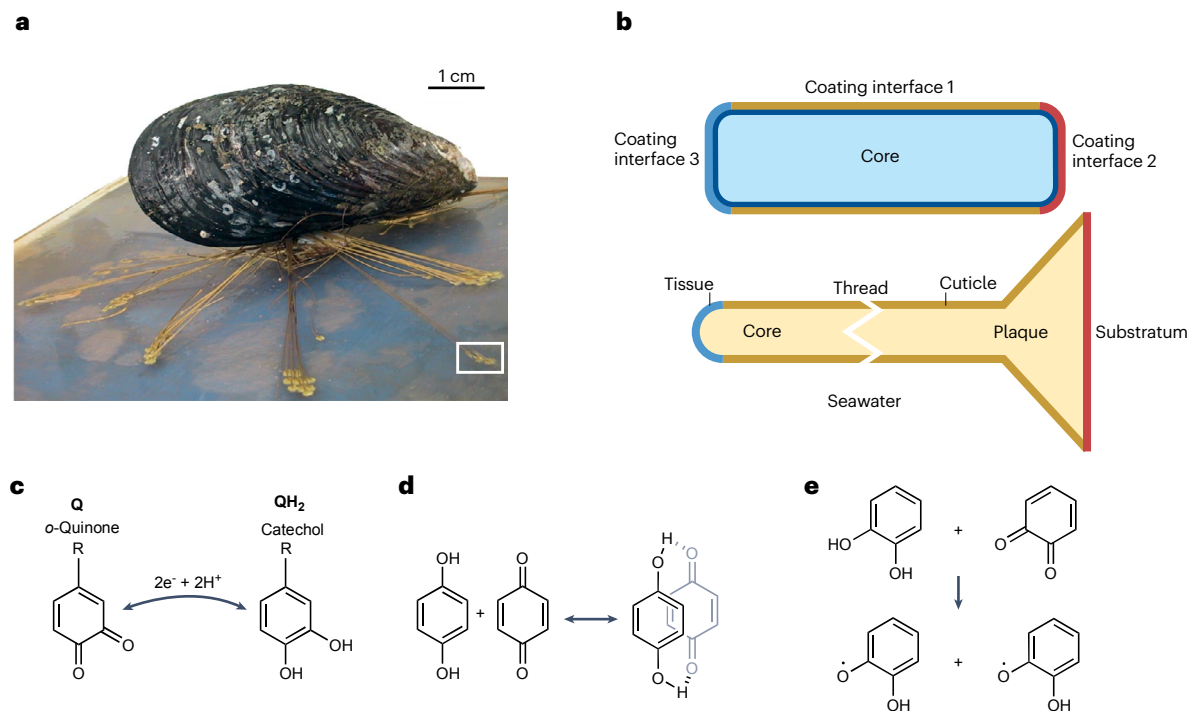 a
1 cm
b
Coating interface 1
Coating
interface 3
Core
Coating
interface 2
Tissue
Thread
Cuticle
Core
Plaque
Substratum
Seawater
c
Q
o-Quinone
R
O
O
2e⁻ + 2H⁺
QH₂
Catechol
R
OH
OH
d
OH
OH
+
O
O
H
O
O
O
O
H
e
HO
OH
+
O
O
O
OH
+
O
OH